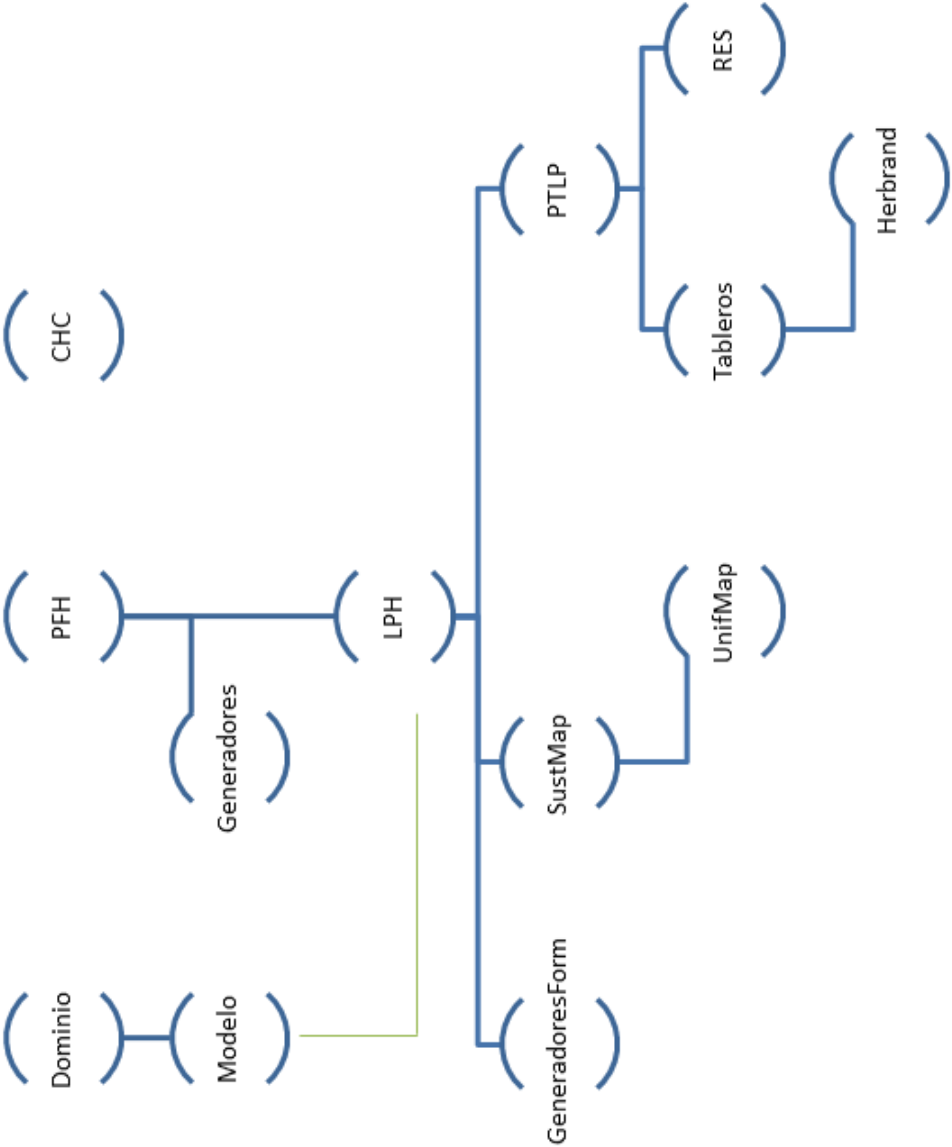 Dominio
PFH
CHC
Modelo
Generadores
LPH
GeneradoresForm
SustMap
PTLP
UnifMap
Tableros
RES
Herbrand